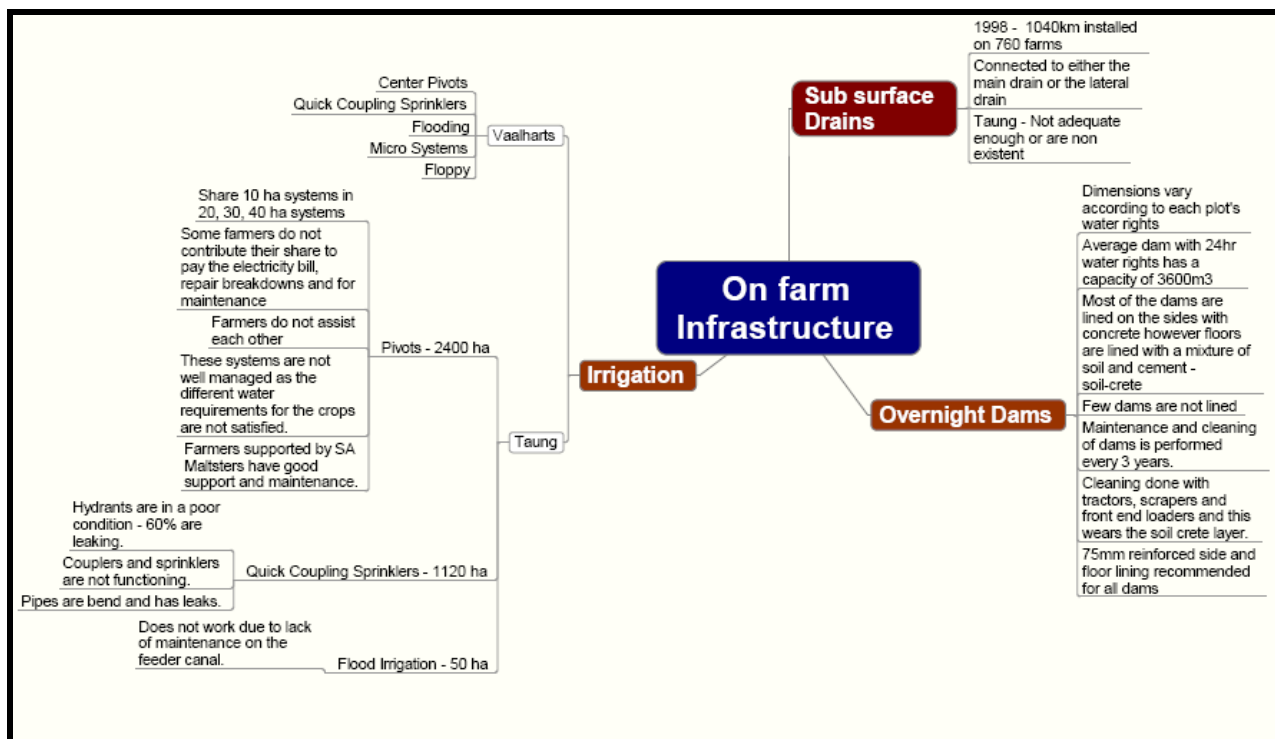 On farm
Infrastructure
Sub surface
Drains
1998 - 1040km installed
on 760 farms
Connected to either the
main drain or the lateral
drain
Taung - Not adequate
enough or are non
existent
Overnight Dams
Dimensions vary
according to each plot's
water rights
Average dam with 24hr
water rights has a
capacity of 3600m3
Most of the dams are
lined on the sides with
concrete however floors
are lined with a mixture of
soil and cement -
soil-crete
Few dams are not lined
Maintenance and cleaning
of dams is performed
every 3 years.
Cleaning done with
tractors, scrapers and
front end loaders and this
wears the soil crete layer.
75mm reinforced side and
floor lining recommended
for all dams
Irrigation
Vaalharts
Center Pivots
Quick Coupling Sprinklers
Flooding
Micro Systems
Floppy
Taung
Pivots - 2400 ha
Share 10 ha systems in
20, 30, 40 ha systems
Some farmers do not
contribute their share to
pay the electricity bill,
repair breakdowns and for
maintenance
Farmers do not assist
each other
These systems are not
well managed as the
different water
requirements for the crops
are not satisfied.
Farmers supported by SA
Maltsters have good
support and maintenance.
Quick Coupling Sprinklers - 1120 ha
Hydrants are in a poor
condition - 60% are
leaking.
Couplers and sprinklers
are not functioning.
Pipes are bend and has leaks.
Flood Irrigation - 50 ha
Does not work due to lack
of maintenance on the
feeder canal.